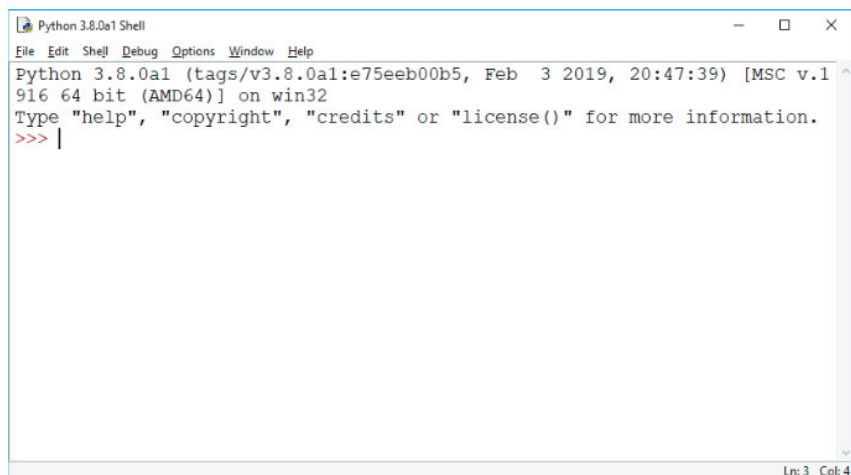 Python 3.8.0a1 Shell
File Edit Shell Debug Options Window Help
Python 3.8.0a1 (tags/v3.8.0a1:e75eeb00b5, Feb  3 2019, 20:47:39) [MSC v.1
916 64 bit (AMD64)] on win32
Type "help", "copyright", "credits" or "license()" for more information.
>>>
Ln: 3 Col: 4